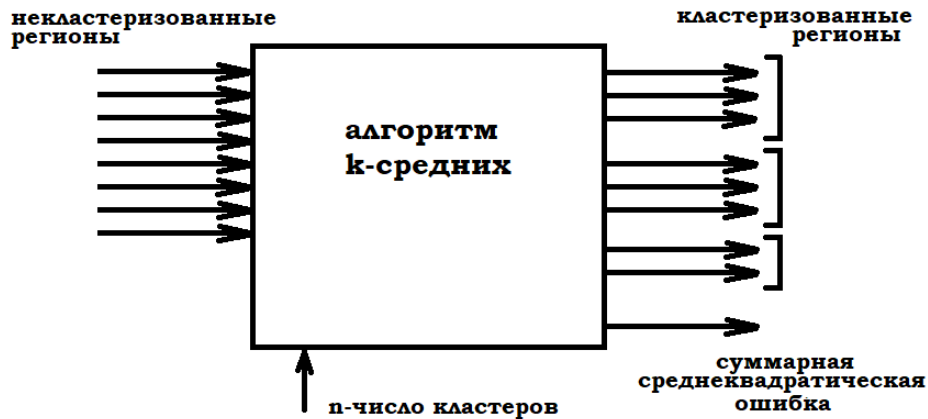 некластеризованные
регионы
кластеризованные
регионы
алгоритм
k-средних
n-число кластеров
суммарная
среднеквадратическая
ошибка